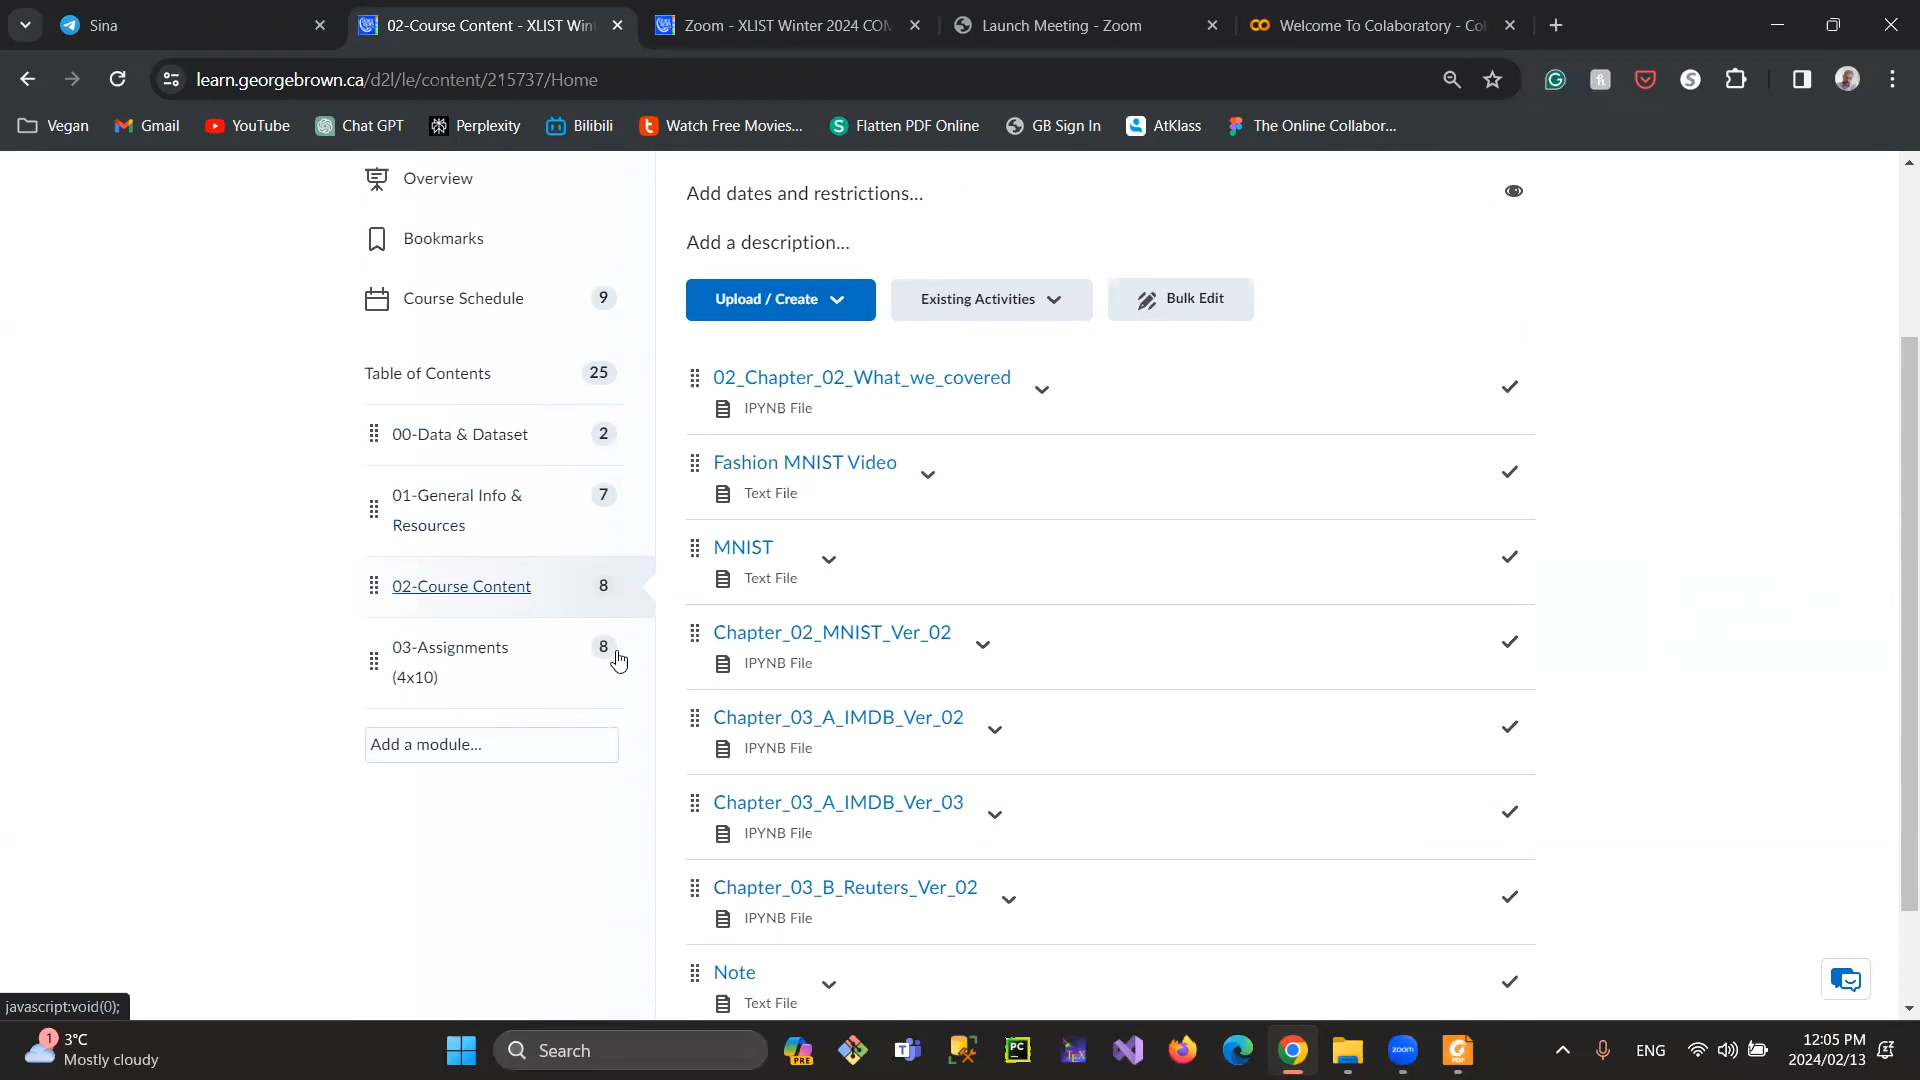 Sina
02-Course Content - XLIST Wint
Zoom - XLIST Winter 2024 COM
Launch Meeting - Zoom
Welcome To Colaboratory - Col
learn.georgebrown.ca/d2l/le/content/215737/Home
Vegan
Gmail
YouTube
Chat GPT
Perplexity
Bilibili
Watch Free Movies...
Flatten PDF Online
GB Sign In
AtKlass
The Online Collabor...
Overview
Bookmarks
Course Schedule 9
Table of Contents 25
00-Data & Dataset 2
01-General Info & 7
Resources
02-Course Content 8
03-Assignments 8
(4x10)
Add a module...
Add dates and restrictions...
Add a description...
Upload / Create
Existing Activities
Bulk Edit
02_Chapter_02_What_we_covered
IPYNB File
Fashion MNIST Video
Text File
MNIST
Text File
Chapter_02_MNIST_Ver_02
IPYNB File
Chapter_03_A_IMDB_Ver_02
IPYNB File
Chapter_03_A_IMDB_Ver_03
IPYNB File
Chapter_03_B_Reuters_Ver_02
IPYNB File
Note
Text File
javascript:void(0);
1
3°C
Mostly cloudy
Search
PRE
PC
zoom
ENG
12:05 PM
2024/02/13